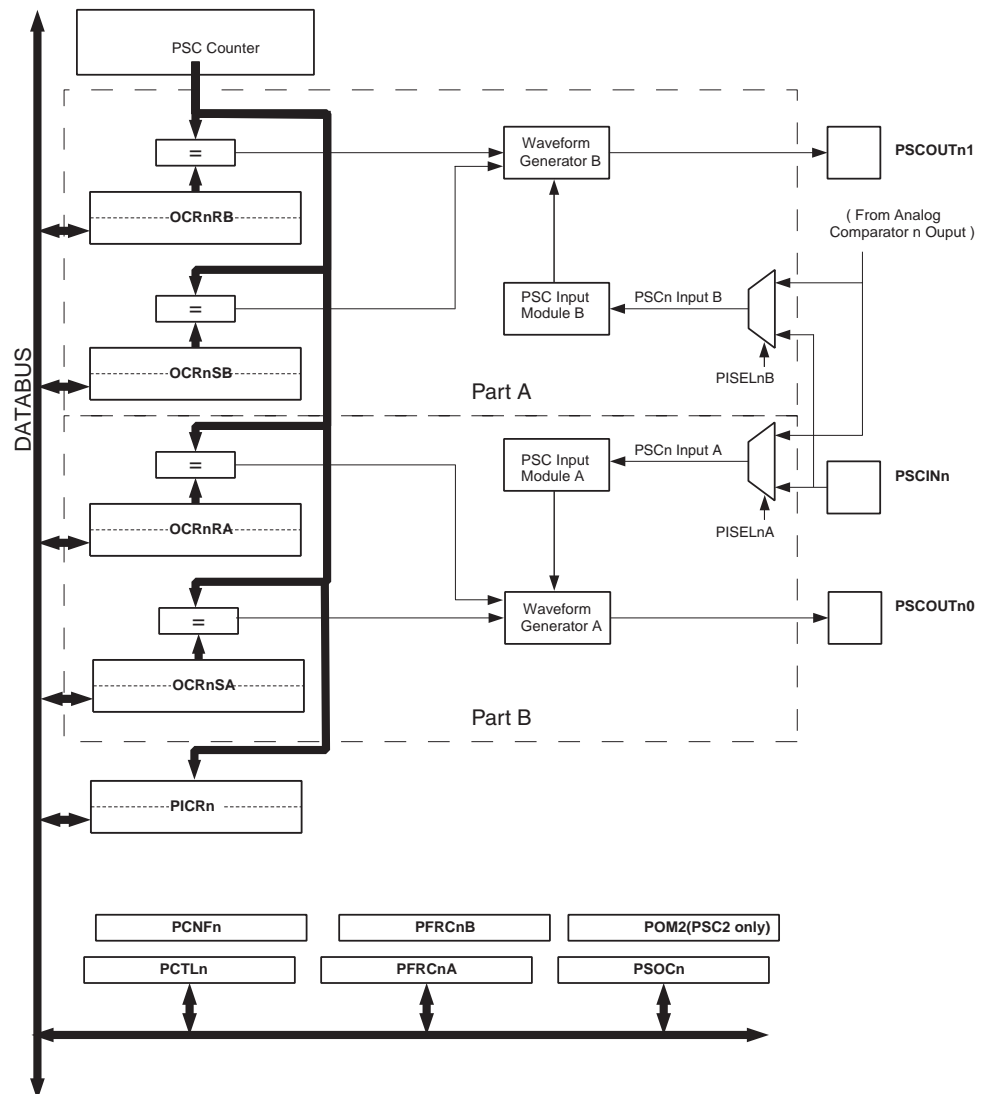 PSC Counter
=
Waveform
Generator B
PSCOUTn1
OCRnRB
( From Analog
Comparator n Ouput )
=
PSC Input
Module B
PSCn Input B
OCRnSB
PISELnB
Part A
DATABUS
=
PSC Input
Module A
PSCn Input A
PSCINn
OCRnRA
PISELnA
=
Waveform
Generator A
PSCOUTn0
OCRnSA
Part B
PICRn
PCNFn
PFRCnB
POM2(PSC2 only)
PCTLn
PFRCnA
PSOCn